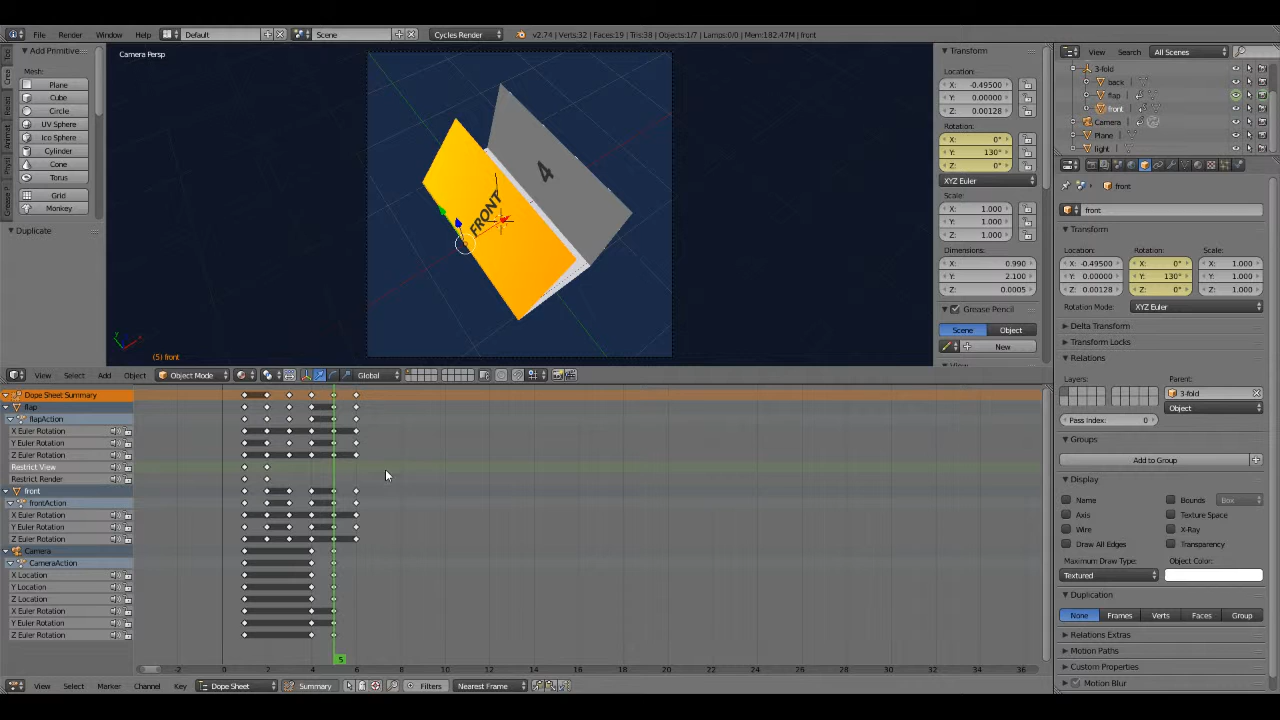 File Render Window Help Default Scene Cycles Render v2.74 | Verts:32 | Faces:19 | Tris:38 | Objects:1/7 | Lamps:0/0 | Mem:182.47M | front
Add Primitive
Mesh:
Plane
Cube
Circle
UV Sphere
Ico Sphere
Cylinder
Cone
Torus
Grid
Monkey
Duplicate
Camera Persp
FRONT
4
(5) front
Transform
Location:
X: -0.49500
Y: 0.00000
Z: 0.00128
Rotation:
X: 0°
Y: 130°
Z: 0°
XYZ Euler
Scale:
X: 1.000
Y: 1.000
Z: 1.000
Dimensions:
X: 0.990
Y: 2.100
Z: 0.0005
Grease Pencil
Scene Object
New
View Search All Scenes
3-fold
back
flap
front
Camera
Plane
light
front
front
Transform
Location: Rotation: Scale:
X: -0.49500 X: 0° X: 1.000
Y: 0.00000 Y: 130° Y: 1.000
Z: 0.00128 Z: 0° Z: 1.000
Rotation Mode: XYZ Euler
Delta Transform
Transform Locks
Relations
Layers: Parent:
3-fold
Object
Pass Index: 0
Groups
Add to Group
Display
Name Bounds Box
Axis Texture Space
Wire X-Ray
Draw All Edges Transparency
Maximum Draw Type: Object Color:
Textured
Duplication
None Frames Verts Faces Group
Relations Extras
Motion Paths
Custom Properties
Motion Blur
View Select Add Object Object Mode Global
Dope Sheet Summary
flap
flapAction
X Euler Rotation
Y Euler Rotation
Z Euler Rotation
Restrict View
Restrict Render
front
frontAction
X Euler Rotation
Y Euler Rotation
Z Euler Rotation
Camera
CameraAction
X Location
Y Location
Z Location
X Euler Rotation
Y Euler Rotation
Z Euler Rotation
5
-2 0 2 4 6 8 10 12 14 16 18 20 22 24 26 28 30 32 34 36
View Select Marker Channel Key Dope Sheet Summary Filters Nearest Frame